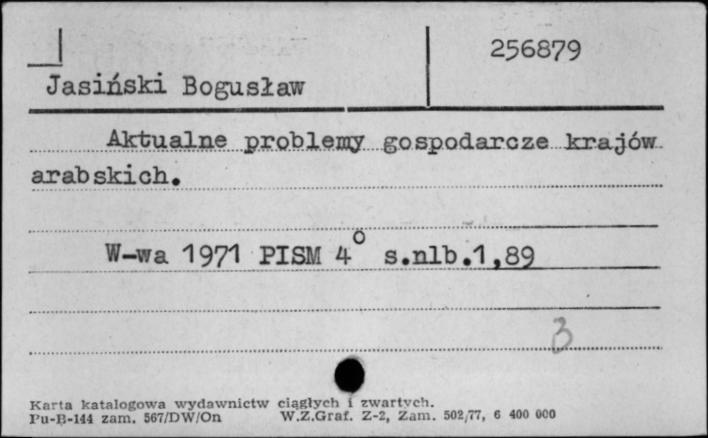 256879
Jasiński Bogusław
Aktualne problemy gospodarcze krajów
arabskich.
W-wa 1971 PISM 4° s.nlb.1,89
3
Karta katalogowa wydawnictw ciągłych i zwartych.
Pu-B-144 zam. 567/DW/On W.Z.Graf. Z-2, Zam. 502/77, 6 400 000